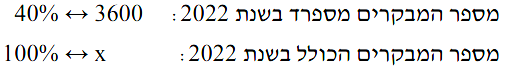 מספר המבקרים מספרד בשנת 2022: 3600 ↔ 40%
מספר המבקרים הכולל בשנת 2022: x ↔ 100%